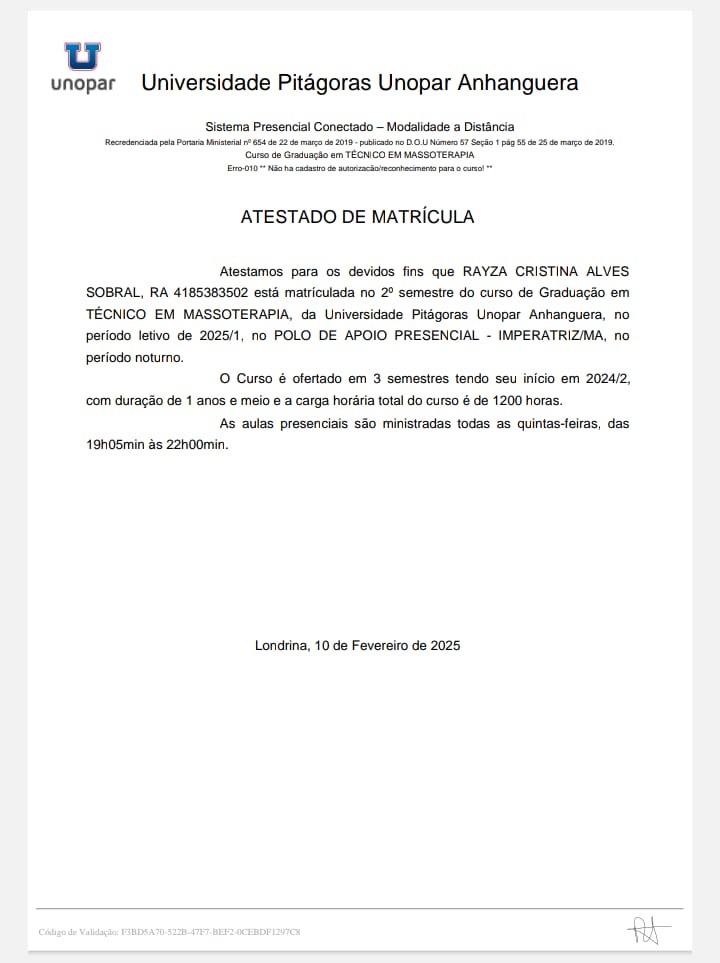 unopar
Universidade Pitágoras Unopar Anhanguera
Sistema Presencial Conectado – Modalidade a Distância
Recredenciada pela Portaria Ministerial nº 654 de 22 de março de 2019 - publicado no D.O.U Número 57 Seção 1 pág 55 de 25 de março de 2019.
Curso de Graduação em TÉCNICO EM MASSOTERAPIA
Erro-010 ** Não ha cadastro de autorizacão/reconhecimento para o curso! **
ATESTADO DE MATRÍCULA
Atestamos para os devidos fins que RAYZA CRISTINA ALVES
SOBRAL, RA 4185383502 está matrículada no 2º semestre do curso de Graduação em
TÉCNICO EM MASSOTERAPIA, da Universidade Pitágoras Unopar Anhanguera, no
período letivo de 2025/1, no POLO DE APOIO PRESENCIAL - IMPERATRIZ/MA, no
período noturno.
O Curso é ofertado em 3 semestres tendo seu início em 2024/2,
com duração de 1 anos e meio e a carga horária total do curso é de 1200 horas.
As aulas presenciais são ministradas todas as quintas-feiras, das
19h05min às 22h00min.
Londrina, 10 de Fevereiro de 2025
Código de Validação: F3BD5A70-522B-47F7-BEF2-0CEBDF1297C8